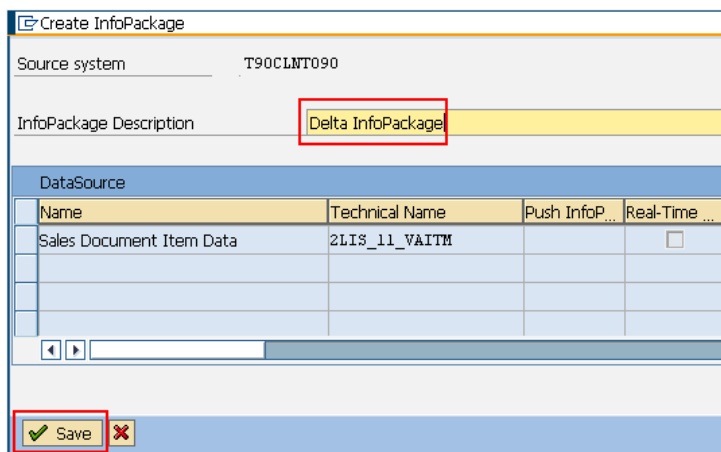 Create InfoPackage
Source system T90CLNT090
InfoPackage Description Delta InfoPackage
DataSource
Name Technical Name Push InfoP... Real-Time ...
Sales Document Item Data 2LIS_11_VAITM
Save